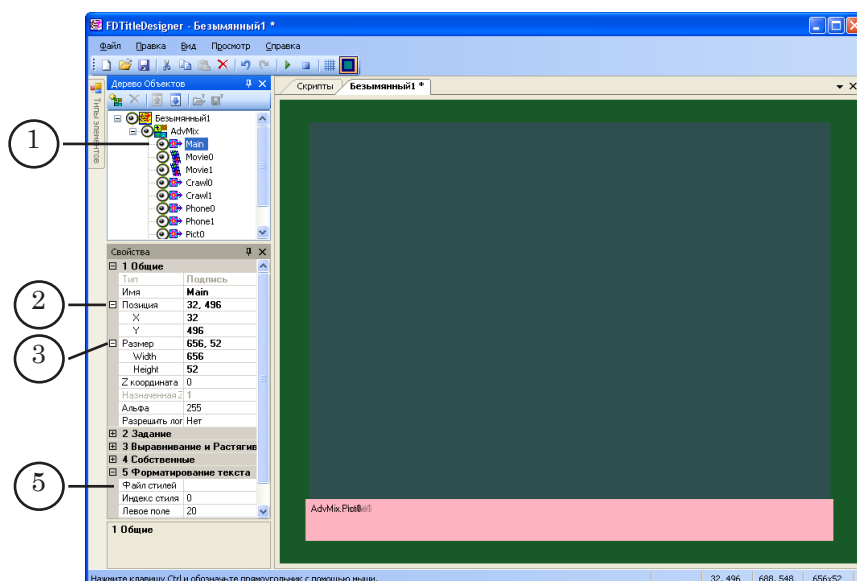 FDTitleDesigner - Безымянный1 *
Файл Правка Вид Просмотр Справка
Дерево Объектов
Скрипты Безымянный1 *
Типы элементов
Безымянный1
AdvMix
1
Main
Movie0
Movie1
Crawl0
Crawl1
Phone0
Phone1
Pict0
Свойства
1 Общие
Тип Подпись
Имя Main
2
Позиция 32, 496
X 32
Y 496
3
Размер 656, 52
Width 656
Height 52
Z координата 0
Назначенная Z 1
Альфа 255
Разрешить лог Нет
2 Задание
3 Выравнивание и Растягив
4 Собственные
5 Форматирование текста
5
Файл стилей
Индекс стиля 0
Левое поле 20
AdvMix.Pict0
1 Общие
Нажмите клавишу Ctrl и обозначьте прямоугольник с помощью мыши. 32, 496 688, 548 656x52